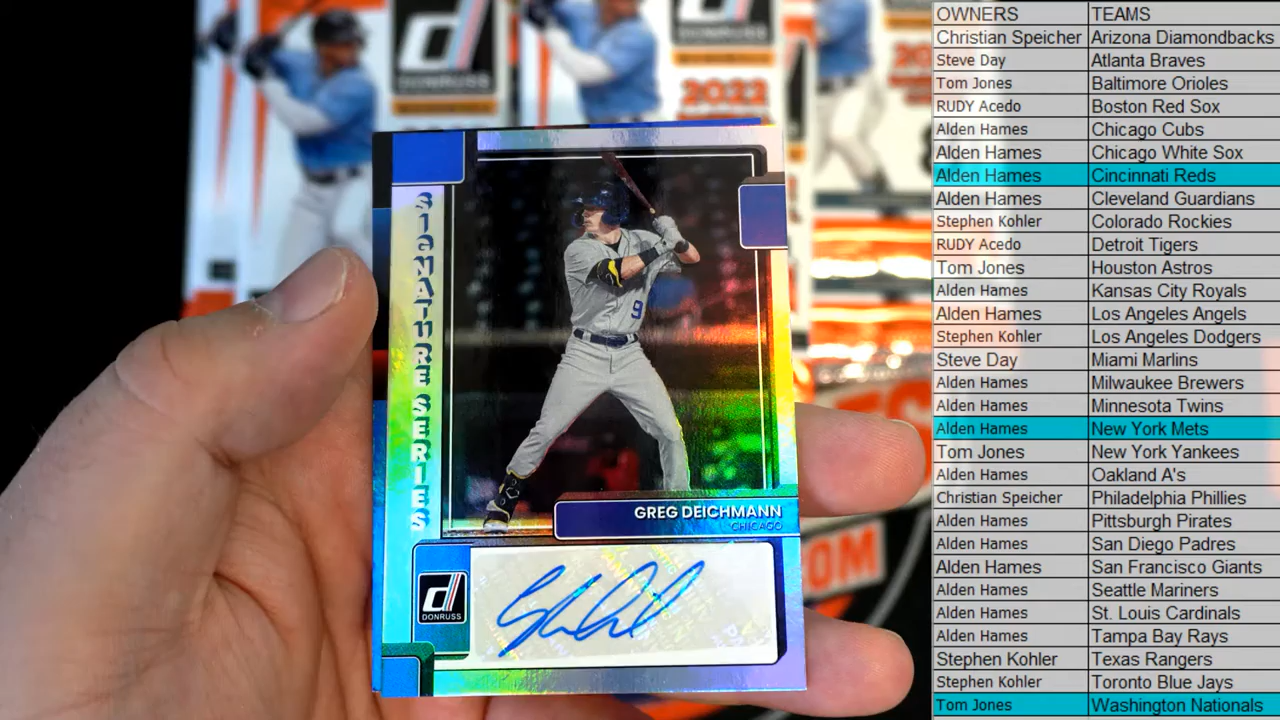 DONRUSS
2022
SIGNATURE SERIES
9
GREG DEICHMANN
CHICAGO
DONRUSS
OM
OWNERS TEAMS
Christian Speicher Arizona Diamondbacks
Steve Day Atlanta Braves
Tom Jones Baltimore Orioles
RUDY Acedo Boston Red Sox
Alden Hames Chicago Cubs
Alden Hames Chicago White Sox
Alden Hames Cincinnati Reds
Alden Hames Cleveland Guardians
Stephen Kohler Colorado Rockies
RUDY Acedo Detroit Tigers
Tom Jones Houston Astros
Alden Hames Kansas City Royals
Alden Hames Los Angeles Angels
Stephen Kohler Los Angeles Dodgers
Steve Day Miami Marlins
Alden Hames Milwaukee Brewers
Alden Hames Minnesota Twins
Alden Hames New York Mets
Tom Jones New York Yankees
Alden Hames Oakland A's
Christian Speicher Philadelphia Phillies
Alden Hames Pittsburgh Pirates
Alden Hames San Diego Padres
Alden Hames San Francisco Giants
Alden Hames Seattle Mariners
Alden Hames St. Louis Cardinals
Alden Hames Tampa Bay Rays
Stephen Kohler Texas Rangers
Stephen Kohler Toronto Blue Jays
Tom Jones Washington Nationals